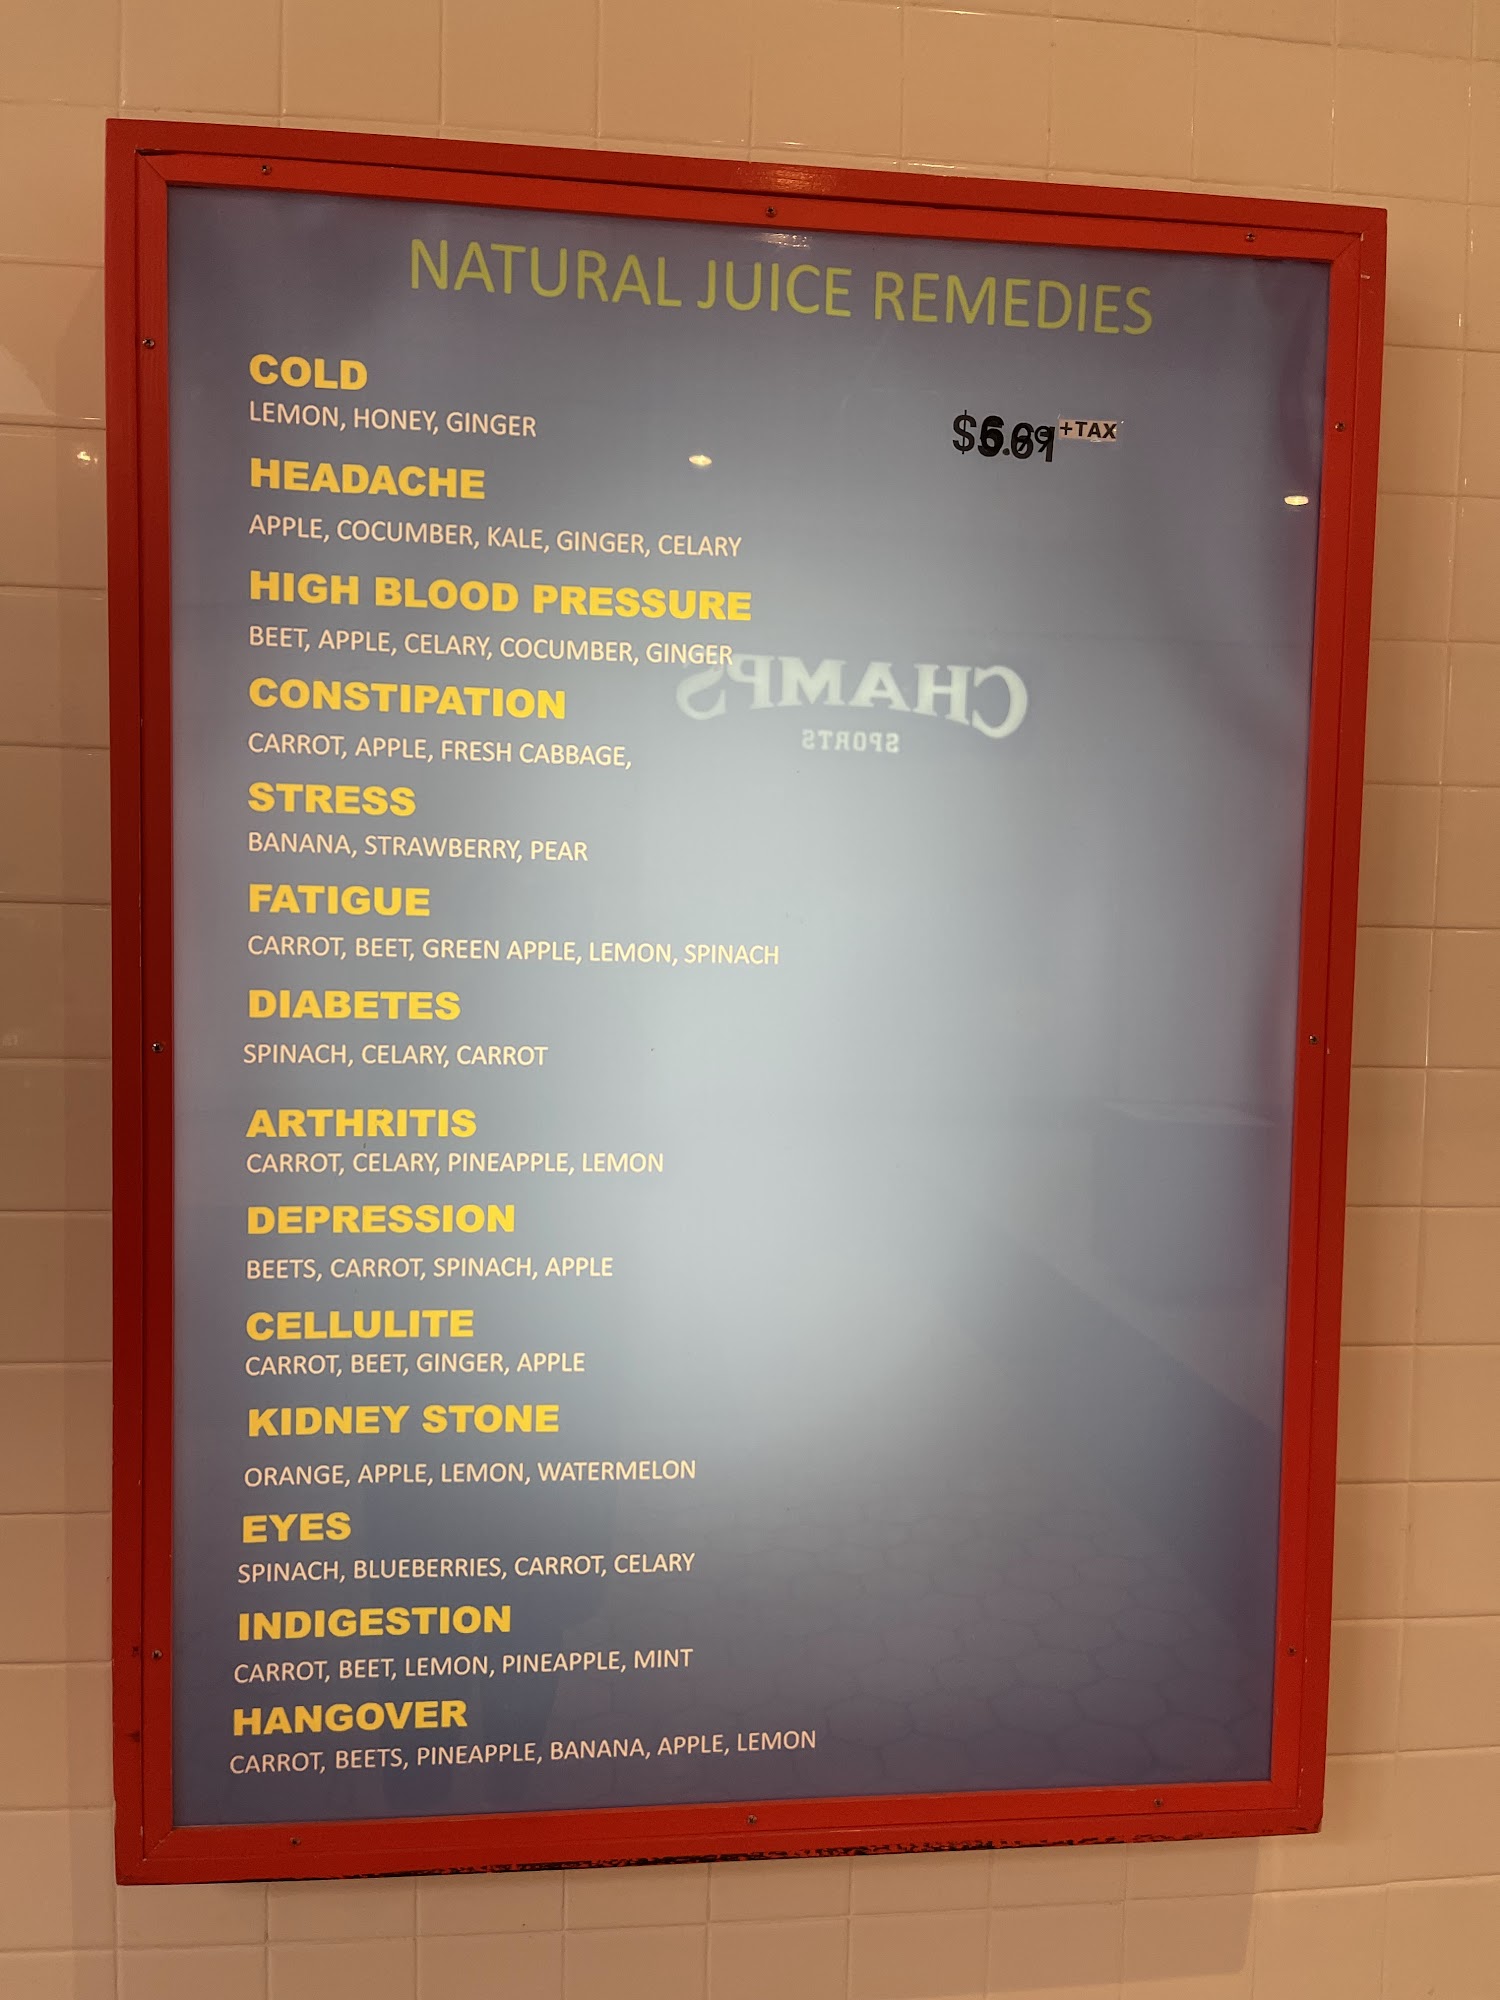 NATURAL JUICE REMEDIES
COLD
LEMON, HONEY, GINGER
+TAX
HEADACHE
APPLE, COCUMBER, KALE, GINGER, CELARY
HIGH BLOOD PRESSURE
BEET, APPLE, CELARY, COCUMBER, GINGER
CHAMPS
SPORTS
CONSTIPATION
CARROT, APPLE, FRESH CABBAGE,
STRESS
BANANA, STRAWBERRY, PEAR
FATIGUE
CARROT, BEET, GREEN APPLE, LEMON, SPINACH
DIABETES
SPINACH, CELARY, CARROT
ARTHRITIS
CARROT, CELARY, PINEAPPLE, LEMON
DEPRESSION
BEETS, CARROT, SPINACH, APPLE
CELLULITE
CARROT, BEET, GINGER, APPLE
KIDNEY STONE
ORANGE, APPLE, LEMON, WATERMELON
EYES
SPINACH, BLUEBERRIES, CARROT, CELARY
INDIGESTION
CARROT, BEET, LEMON, PINEAPPLE, MINT
HANGOVER
CARROT, BEETS, PINEAPPLE, BANANA, APPLE, LEMON